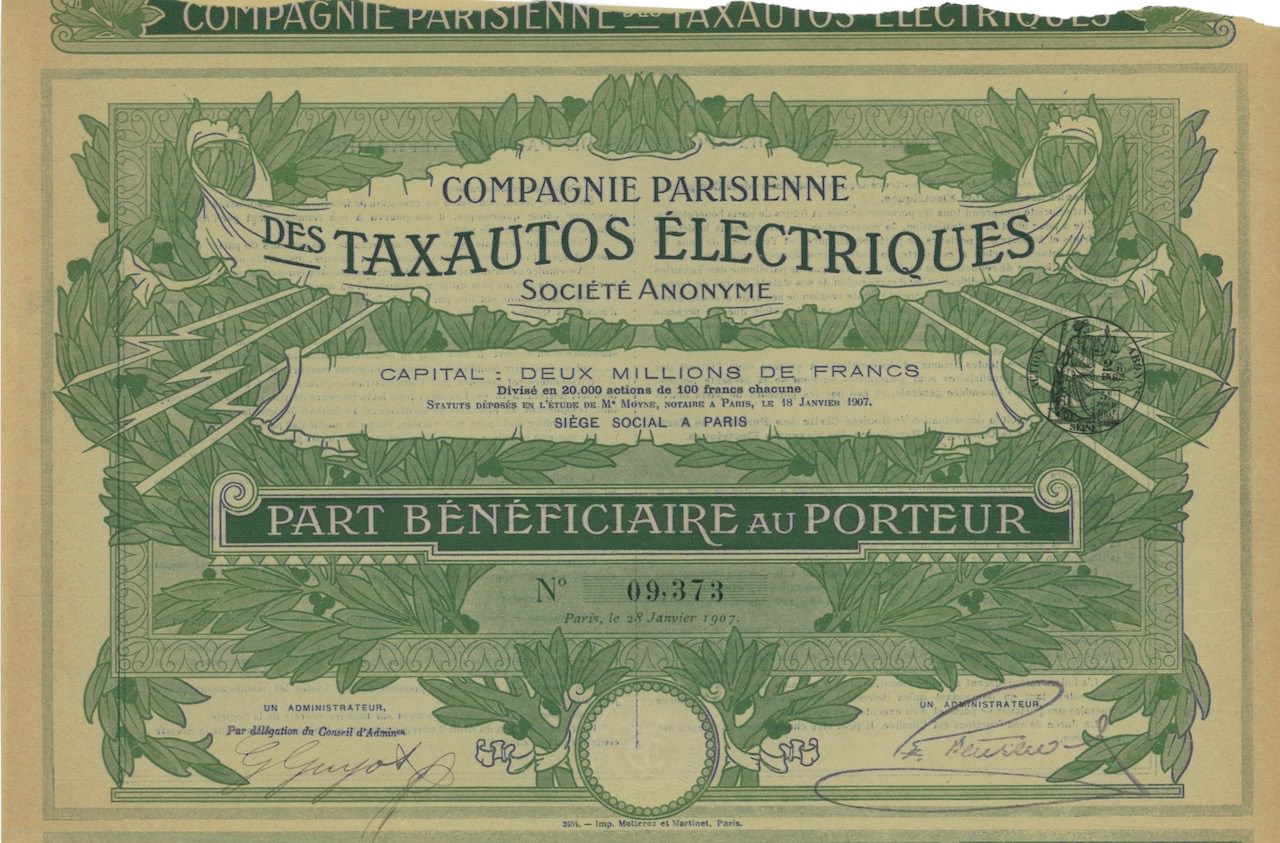 COMPAGNIE PARISIENNE DES TAXAUTOS ÉLECTRIQUES
COMPAGNIE PARISIENNE
DES TAXAUTOS ÉLECTRIQUES
SOCIÉTÉ ANONYME
CAPITAL : DEUX MILLIONS DE FRANCS
Divisé en 20.000 actions de 100 francs chacune
STATUTS DÉPOSÉS EN L'ÉTUDE DE Me MOYNE, NOTAIRE A PARIS, LE 18 JANVIER 1907.
SIÈGE SOCIAL A PARIS
SEINE
PART BÉNÉFICIAIRE AU PORTEUR
No 09.373
Paris, le 28 Janvier 1907.
UN ADMINISTRATEUR,
Par délégation du Conseil d'Adminon
G Guyot
UN ADMINISTRATEUR,
3454. — Imp. Motteroz et Martinet, Paris.